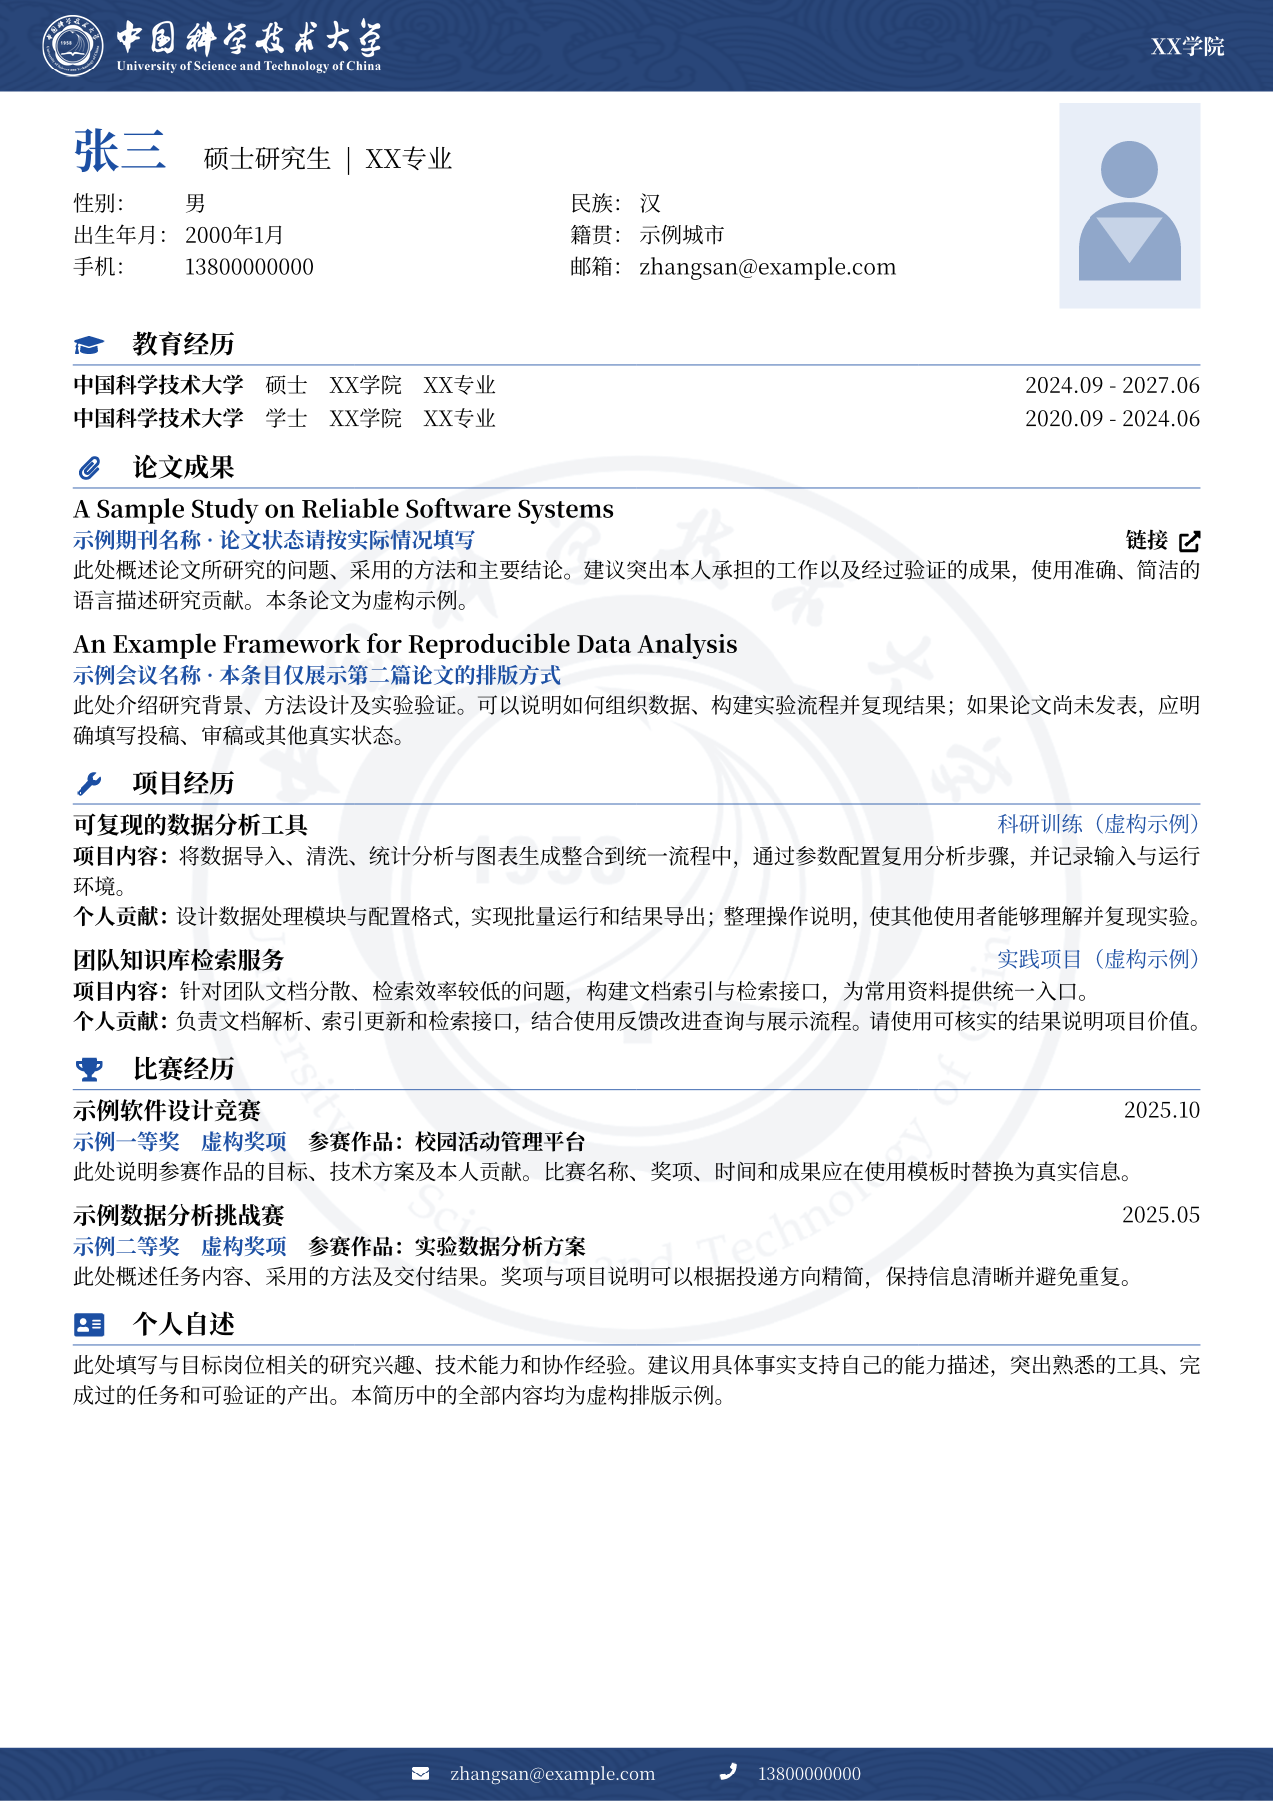 中国科学技术大学
University of Science and Technology of China
XX学院
张三 硕士研究生 | XX专业
性别： 男 民族： 汉
出生年月： 2000年1月 籍贯： 示例城市
手机： 13800000000 邮箱： zhangsan@example.com
教育经历
中国科学技术大学 硕士 XX学院 XX专业 2024.09 - 2027.06
中国科学技术大学 学士 XX学院 XX专业 2020.09 - 2024.06
论文成果
A Sample Study on Reliable Software Systems
示例期刊名称 · 论文状态请按实际情况填写 链接
此处概述论文所研究的问题、采用的方法和主要结论。建议突出本人承担的工作以及经过验证的成果，使用准确、简洁的
语言描述研究贡献。本条论文为虚构示例。
An Example Framework for Reproducible Data Analysis
示例会议名称 · 本条目仅展示第二篇论文的排版方式
此处介绍研究背景、方法设计及实验验证。可以说明如何组织数据、构建实验流程并复现结果；如果论文尚未发表，应明
确填写投稿、审稿或其他真实状态。
项目经历
可复现的数据分析工具 科研训练（虚构示例）
项目内容：将数据导入、清洗、统计分析与图表生成整合到统一流程中，通过参数配置复用分析步骤，并记录输入与运行
环境。
个人贡献：设计数据处理模块与配置格式，实现批量运行和结果导出；整理操作说明，使其他使用者能够理解并复现实验。
团队知识库检索服务 实践项目（虚构示例）
项目内容：针对团队文档分散、检索效率较低的问题，构建文档索引与检索接口，为常用资料提供统一入口。
个人贡献：负责文档解析、索引更新和检索接口，结合使用反馈改进查询与展示流程。请使用可核实的结果说明项目价值。
比赛经历
示例软件设计竞赛 2025.10
示例一等奖 虚构奖项 参赛作品：校园活动管理平台
此处说明参赛作品的目标、技术方案及本人贡献。比赛名称、奖项、时间和成果应在使用模板时替换为真实信息。
示例数据分析挑战赛 2025.05
示例二等奖 虚构奖项 参赛作品：实验数据分析方案
此处概述任务内容、采用的方法及交付结果。奖项与项目说明可以根据投递方向精简，保持信息清晰并避免重复。
个人自述
此处填写与目标岗位相关的研究兴趣、技术能力和协作经验。建议用具体事实支持自己的能力描述，突出熟悉的工具、完
成过的任务和可验证的产出。本简历中的全部内容均为虚构排版示例。
zhangsan@example.com 13800000000